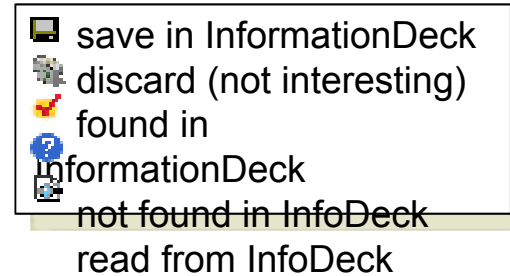 save in InformationDeck
discard (not interesting)
found in
InformationDeck
not found in InfoDeck
read from InfoDeck